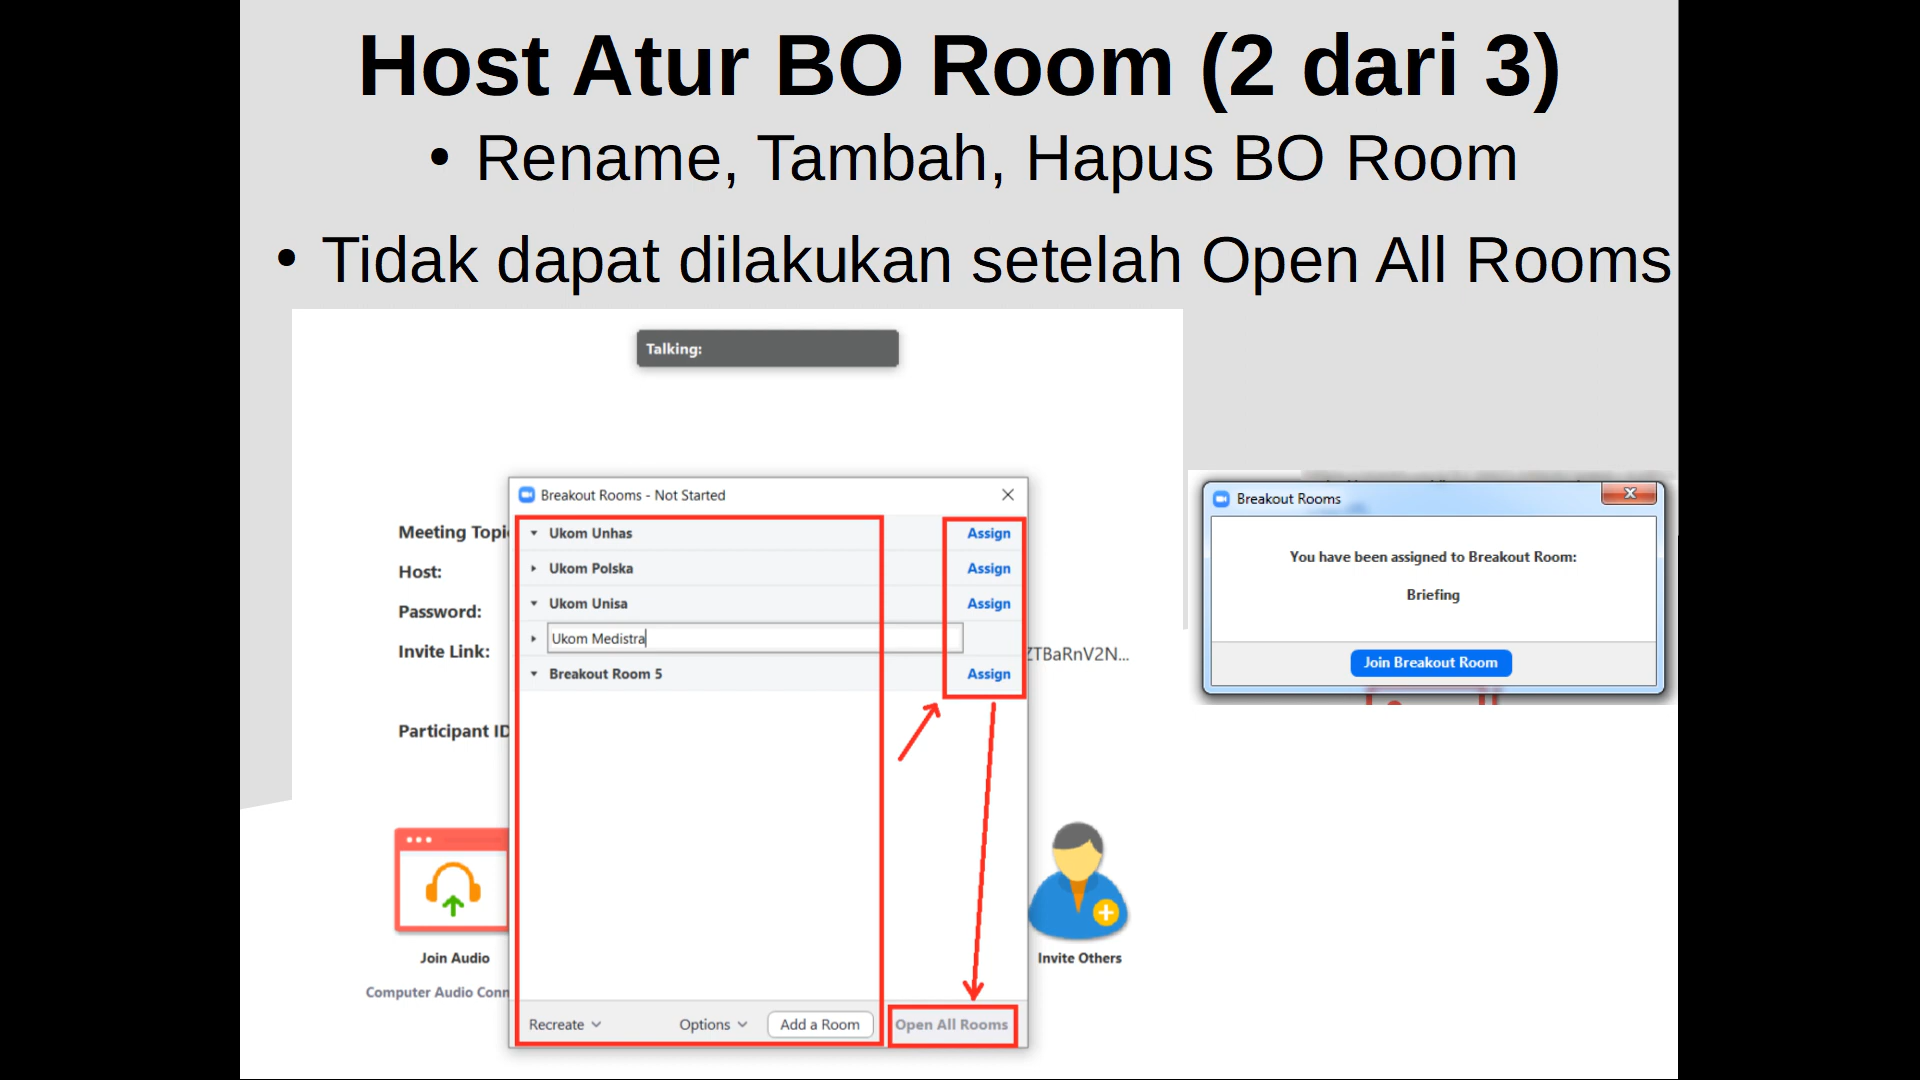 Host Atur BO Room (2 dari 3)
• Rename, Tambah, Hapus BO Room
• Tidak dapat dilakukan setelah Open All Rooms
Talking:
Breakout Rooms - Not Started
Meeting Topi
Host:
Password:
Invite Link:
ZTBaRnV2N...
Participant ID
Ukom Unhas Assign
Ukom Polska Assign
Ukom Unisa Assign
Ukom Medistra
Breakout Room 5 Assign
Join Audio
Computer Audio Conn
Invite Others
Recreate Options Add a Room Open All Rooms
Breakout Rooms
You have been assigned to Breakout Room:
Briefing
Join Breakout Room